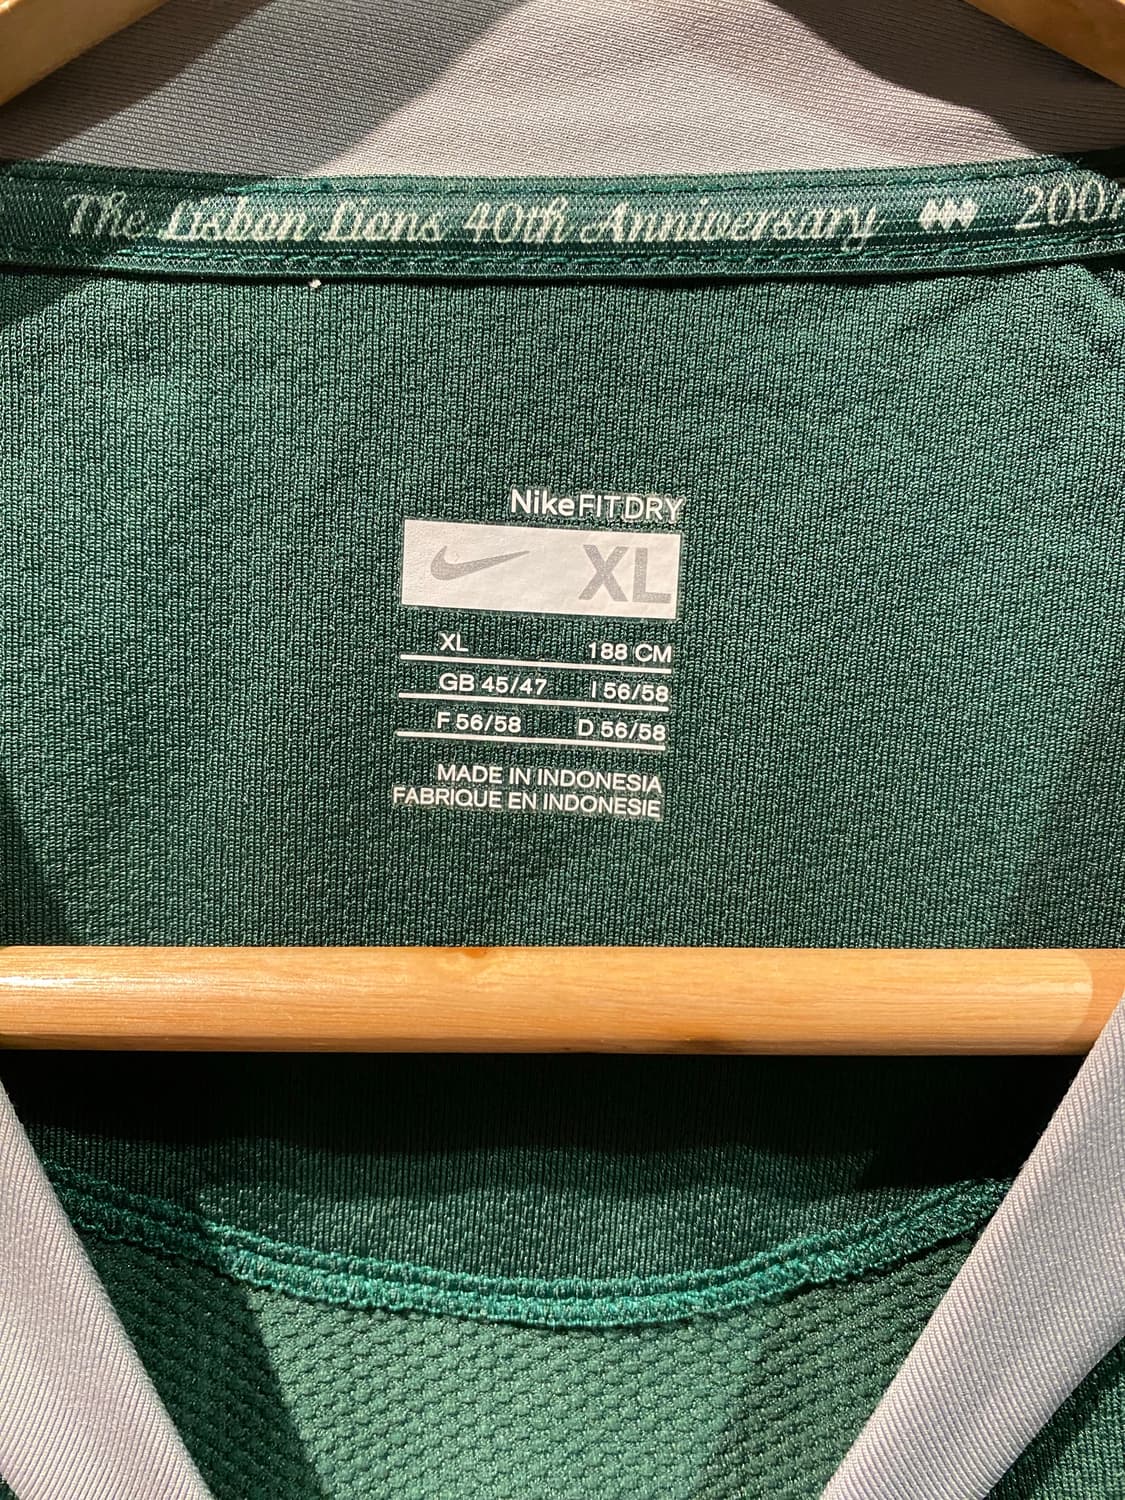 The Lisbon Lions 40th Anniversary
NikeFITDRY
XL
XL 188 CM
GB 45/47 I 56/58
F 56/58 D 56/58
MADE IN INDONESIA
FABRIQUE EN INDONESIE